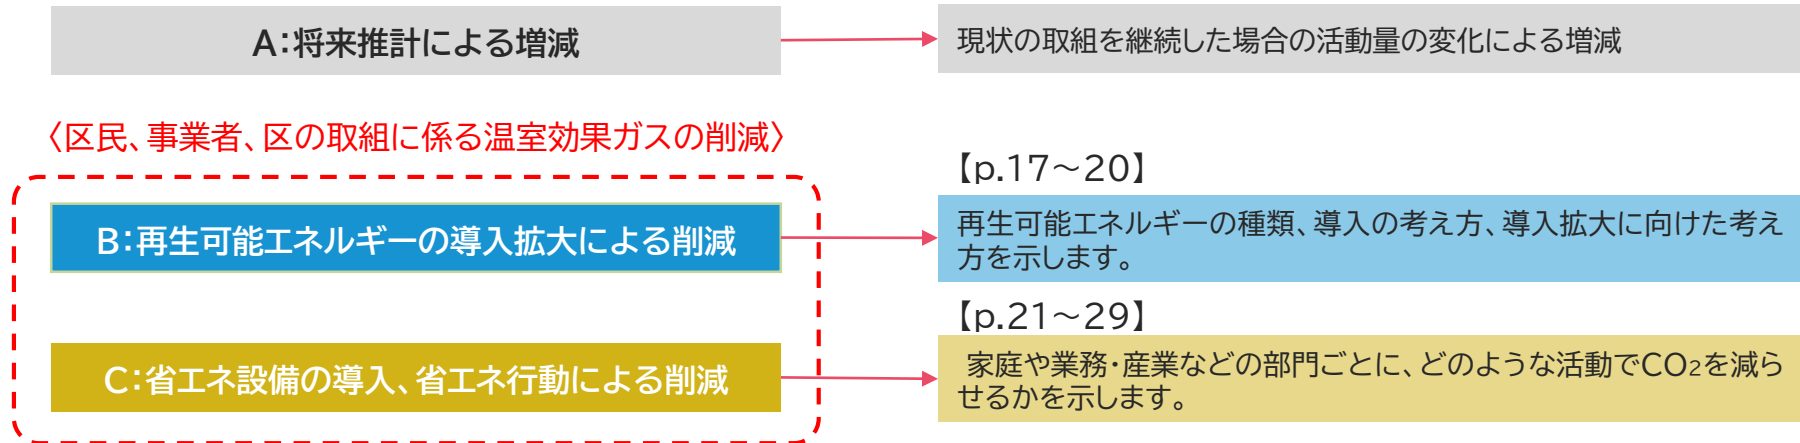 A:将来推計による増減
現状の取組を継続した場合の活動量の変化による増減
〈区民、事業者、区の取組に係る温室効果ガスの削減〉
【p.17～20】
B:再生可能エネルギーの導入拡大による削減
再生可能エネルギーの種類、導入の考え方、導入拡大に向けた考え
方を示します。
【p.21～29】
C:省エネ設備の導入、省エネ行動による削減
家庭や業務・産業などの部門ごとに、どのような活動でCO2を減ら
せるかを示します。